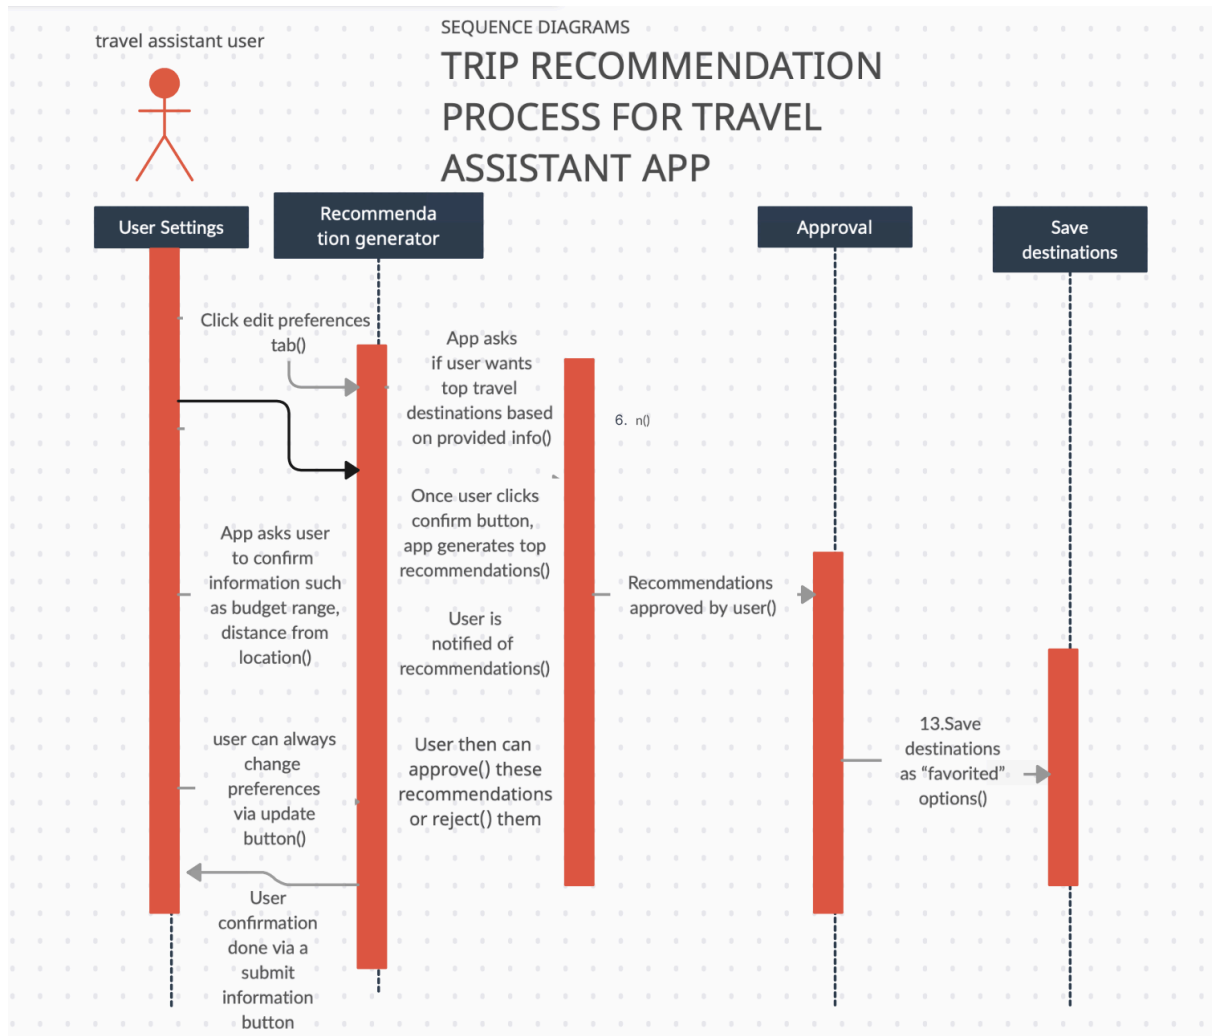 travel assistant user
SEQUENCE DIAGRAMS
TRIP RECOMMENDATION
PROCESS FOR TRAVEL
ASSISTANT APP
User Settings
Recommenda
tion generator
Approval
Save
destinations
Click edit preferences
tab()
App asks
if user wants
top travel
destinations based
on provided info()
6. n()
Once user clicks
confirm button,
app generates top
recommendations()
App asks user
to confirm
information such
as budget range,
distance from
location()
Recommendations
approved by user()
User is
notified of
recommendations()
user can always
change
preferences
via update
button()
User then can
approve() these
recommendations
or reject() them
13.Save
destinations
as “favorited”
options()
User
confirmation
done via a
submit
information
button